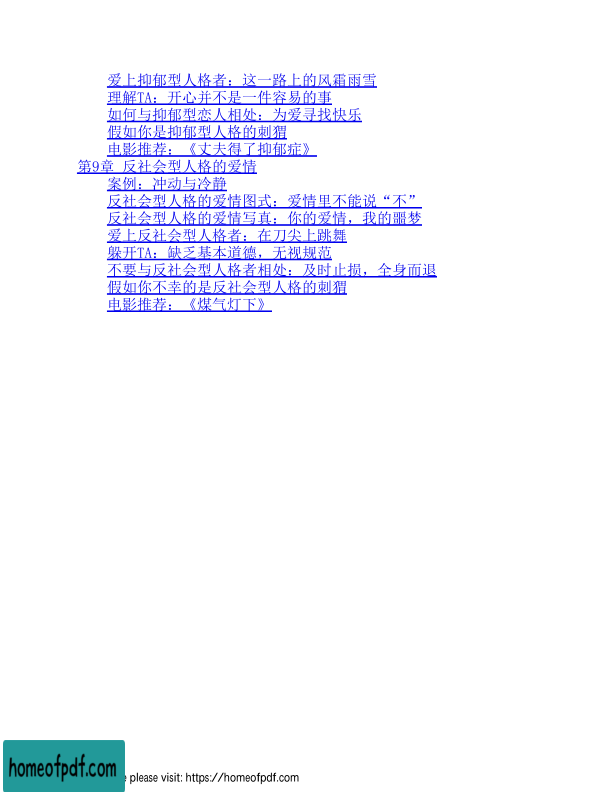 爱上抑郁型人格者：这一路上的风霜雨雪
理解TA：开心并不是一件容易的事
如何与抑郁型恋人相处：为爱寻找快乐
假如你是抑郁型人格的刺猬
电影推荐：《丈夫得了抑郁症》
第9章 反社会型人格的爱情
案例：冲动与冷静
反社会型人格的爱情图式：爱情里不能说“不”
反社会型人格的爱情写真：你的爱情，我的噩梦
爱上反社会型人格者：在刀尖上跳舞
躲开TA：缺乏基本道德，无视规范
不要与反社会型人格者相处：及时止损，全身而退
假如你不幸的是反社会型人格的刺猬
电影推荐：《煤气灯下》
homeofpdf.com
please visit: https://homeofpdf.com